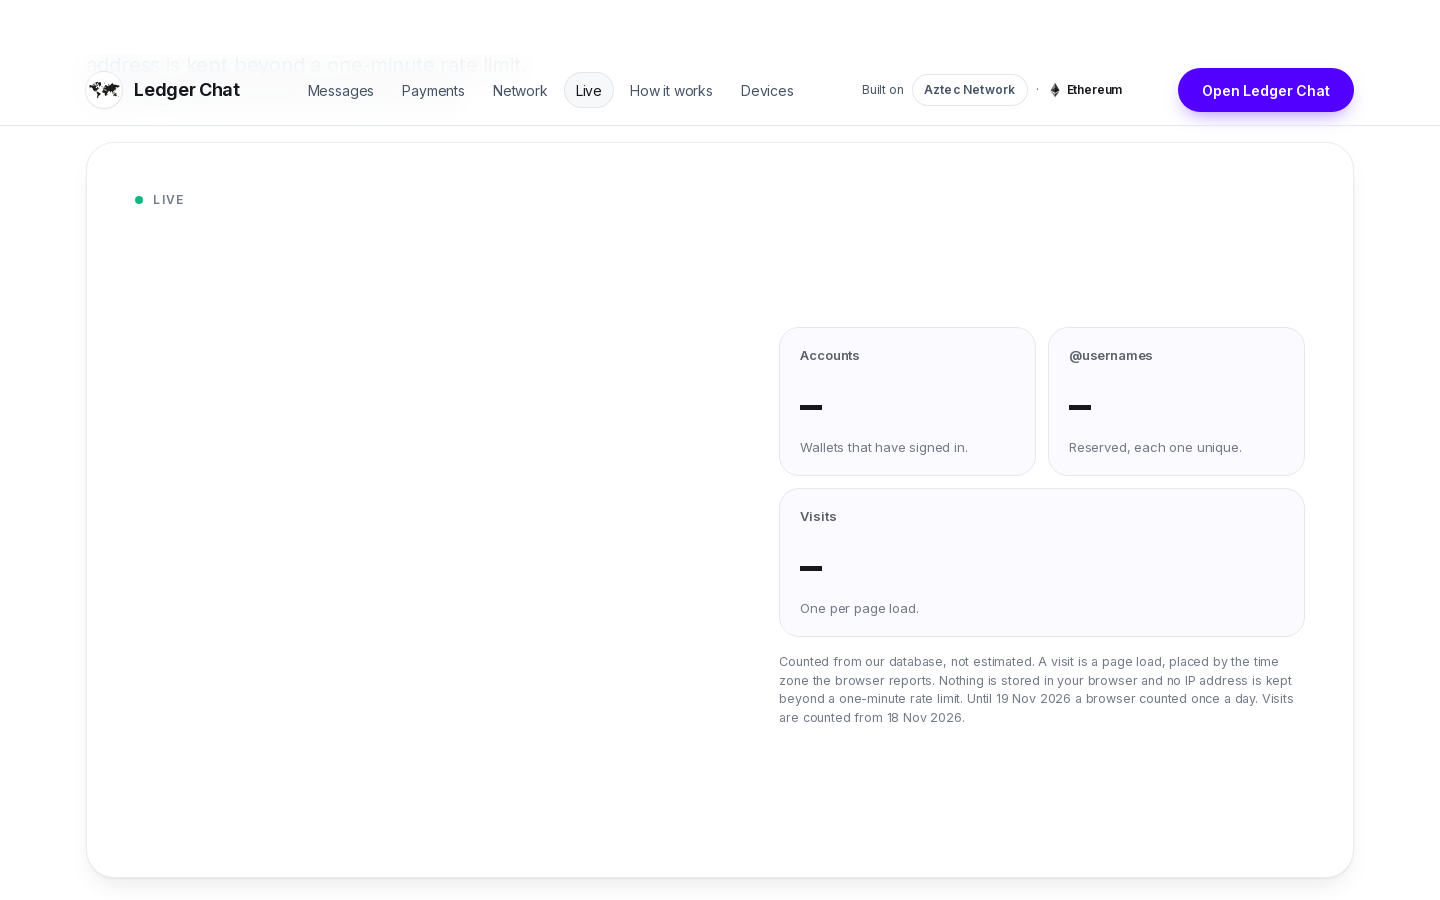 address is kept beyond a one-minute rate limit.
Ledger Chat
Messages
Payments
Network
Live
How it works
Devices
Built on
Aztec Network
·
Ethereum
Open Ledger Chat
LIVE
Accounts
—
Wallets that have signed in.
@usernames
—
Reserved, each one unique.
Visits
—
One per page load.
Counted from our database, not estimated. A visit is a page load, placed by the time
zone the browser reports. Nothing is stored in your browser and no IP address is kept
beyond a one-minute rate limit. Until 19 Nov 2026 a browser counted once a day. Visits
are counted from 18 Nov 2026.